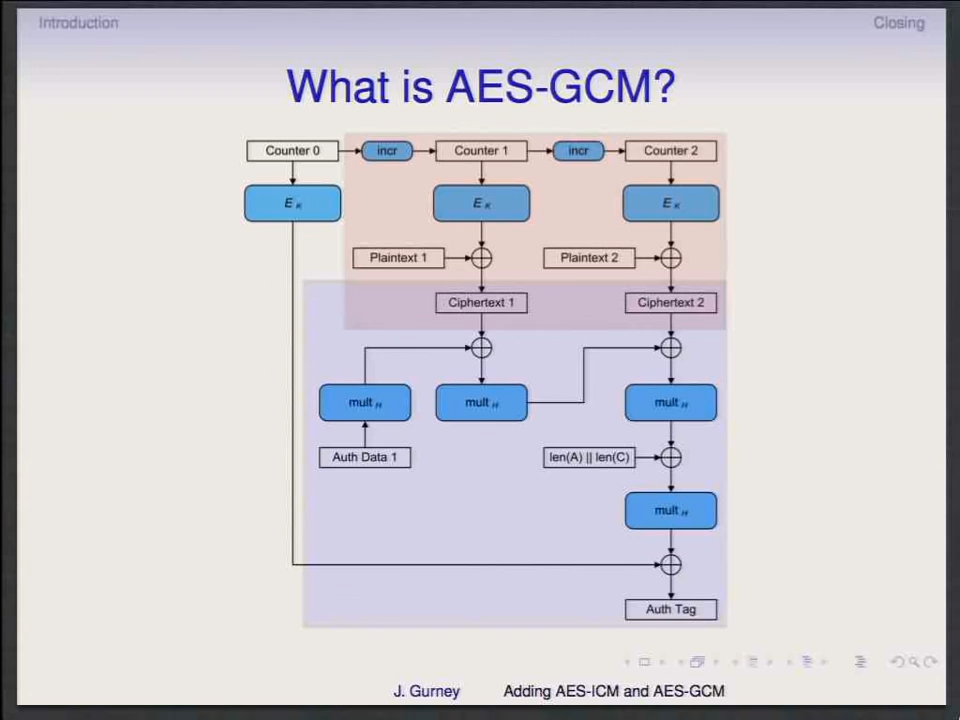 Introduction
Closing
What is AES-GCM?
Counter 0
incr
Counter 1
incr
Counter 2
E K
E K
E K
Plaintext 1
Plaintext 2
Ciphertext 1
Ciphertext 2
mult H
mult H
mult H
Auth Data 1
len(A) || len(C)
mult H
Auth Tag
J. Gurney
Adding AES-ICM and AES-GCM